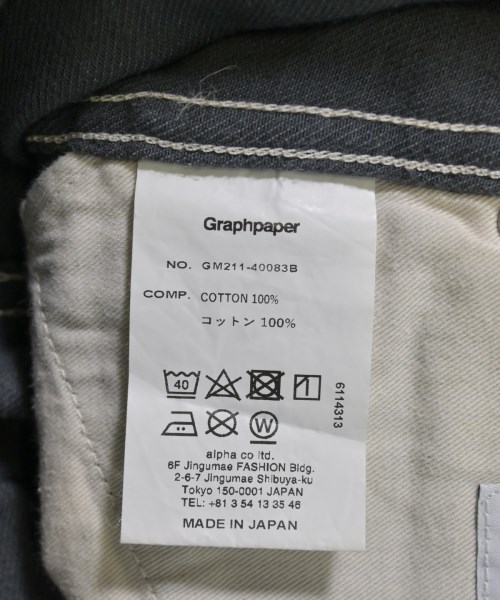 Graphpaper
NO. GM211-40083B
COMP. COTTON 100%
コットン 100%
40
W
6114313
alpha co ltd.
6F Jingumae FASHION Bldg.
2-6-7 Jingumae Shibuya-ku
Tokyo 150-0001 JAPAN
TEL: +81 3 54 13 35 46
MADE IN JAPAN